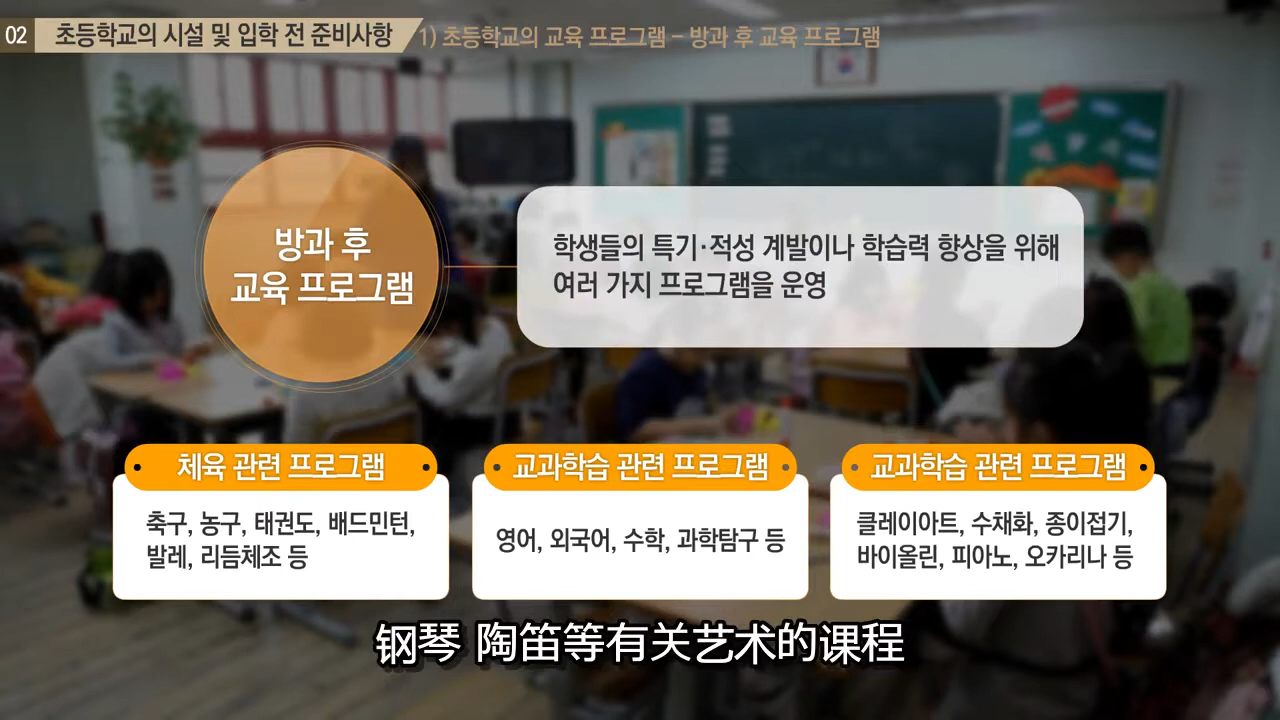 02 초등학교의 시설 및 입학 전 준비사항 1) 초등학교의 교육 프로그램 - 방과 후 교육 프로그램
방과 후
교육 프로그램
학생들의 특기·적성 계발이나 학습력 향상을 위해
여러 가지 프로그램을 운영
체육 관련 프로그램
축구, 농구, 태권도, 배드민턴,
발레, 리듬체조 등
교과학습 관련 프로그램
영어, 외국어, 수학, 과학탐구 등
교과학습 관련 프로그램
클레이아트, 수채화, 종이접기,
바이올린, 피아노, 오카리나 등
钢琴 陶笛等有关艺术的课程